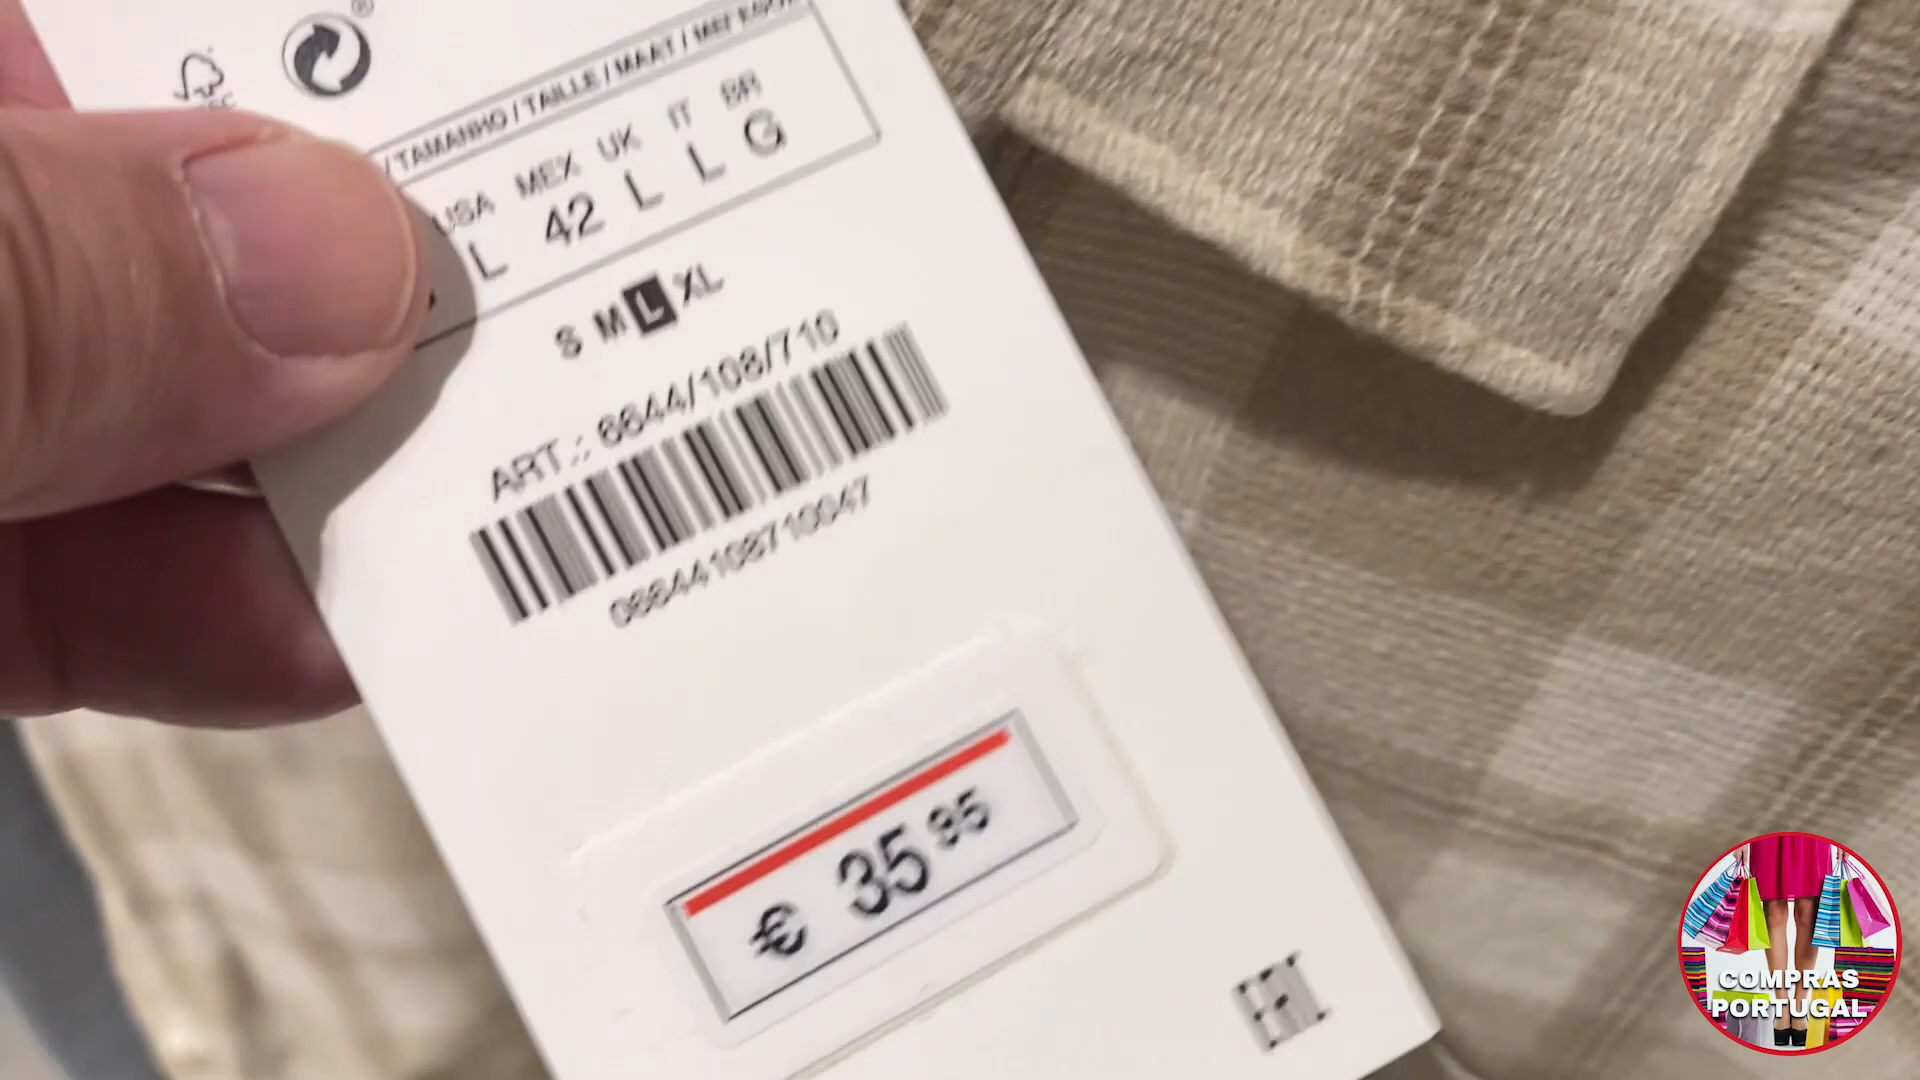 ®
/ TAMANHO / TAILLE / MAAT /
USA MEX UK IT BR
L 42 L L G
S M L XL
ART.: 6644/108/710
06644108710047
€ 35 95
COMPRAS
PORTUGAL